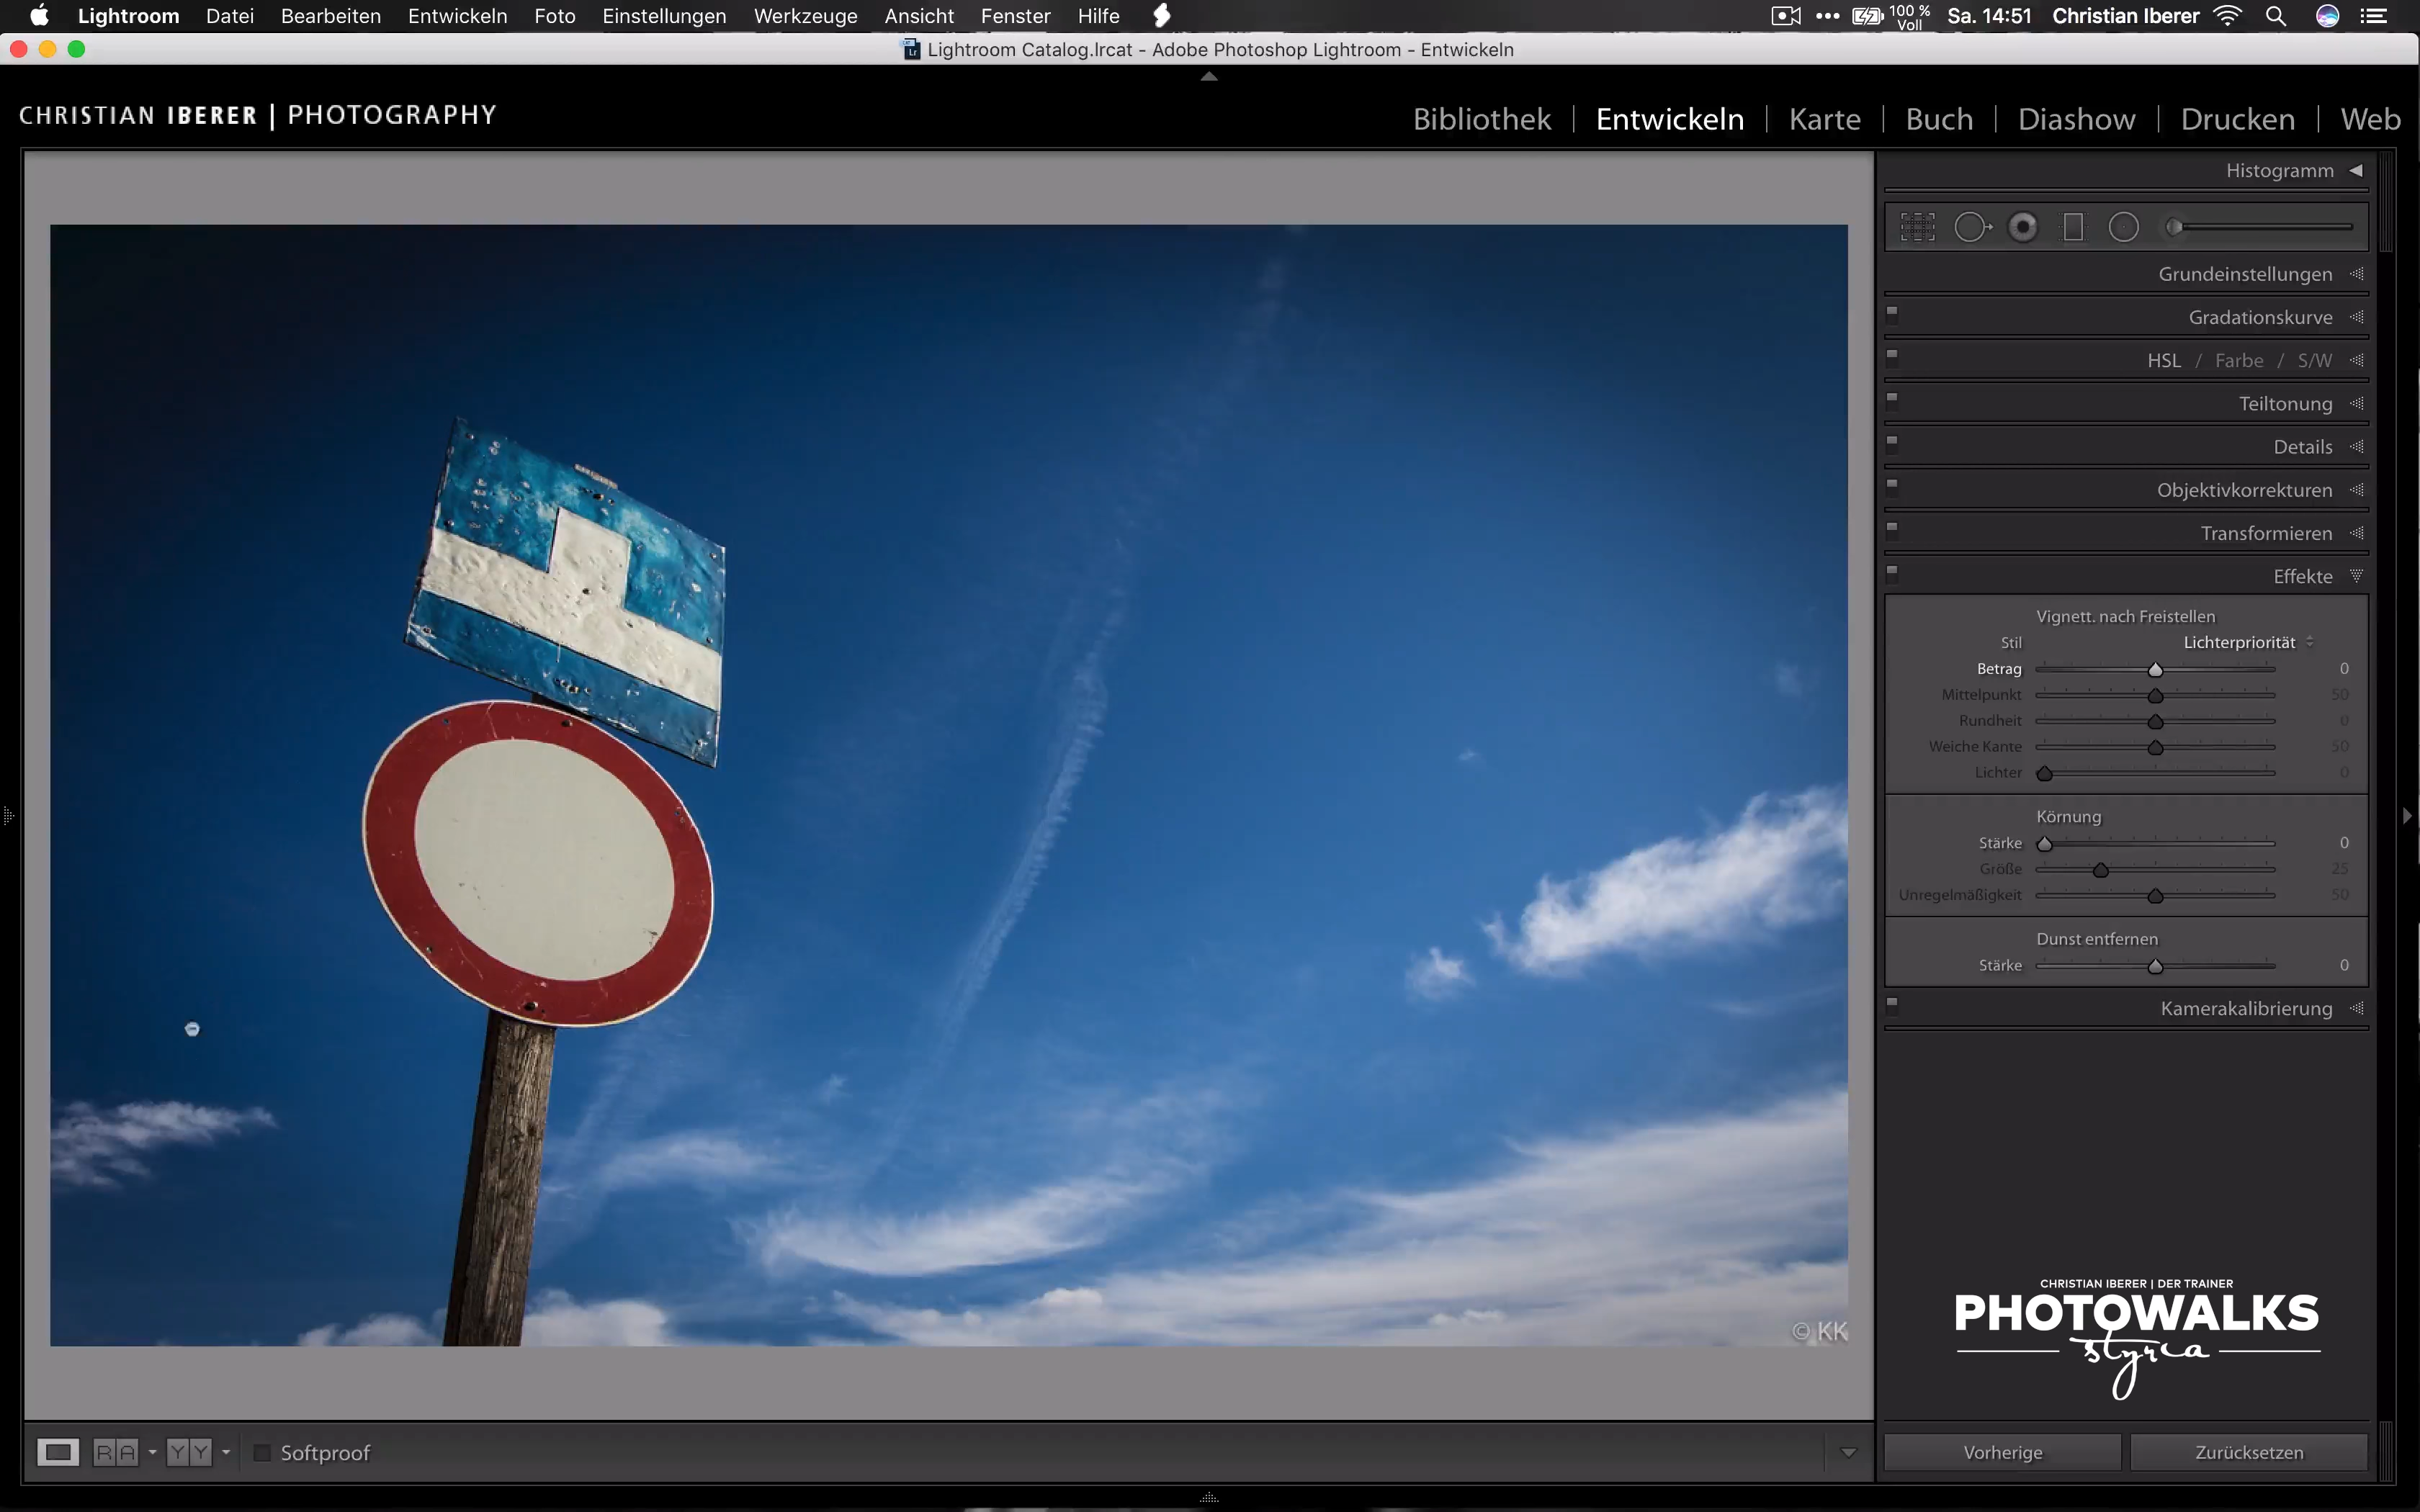 Lightroom Datei Bearbeiten Entwickeln Foto Einstellungen Werkzeuge Ansicht Fenster Hilfe 100 % Voll Sa. 14:51 Christian Iberer
Lightroom Catalog.lrcat - Adobe Photoshop Lightroom - Entwickeln
CHRISTIAN IBERER | PHOTOGRAPHY
Bibliothek | Entwickeln | Karte | Buch | Diashow | Drucken | Web
Histogramm
Grundeinstellungen
Gradationskurve
HSL / Farbe / S/W
Teiltonung
Details
Objektivkorrekturen
Transformieren
Effekte
Vignett. nach Freistellen
Stil Lichterpriorität
Betrag 0
Mittelpunkt 50
Rundheit 0
Weiche Kante 50
Lichter 0
Körnung
Stärke 0
Größe 25
Unregelmäßigkeit 50
Dunst entfernen
Stärke 0
Kamerakalibrierung
© KK
CHRISTIAN IBERER | DER TRAINER
PHOTOWALKS
styria
RA YY Softproof
Vorherige Zurücksetzen